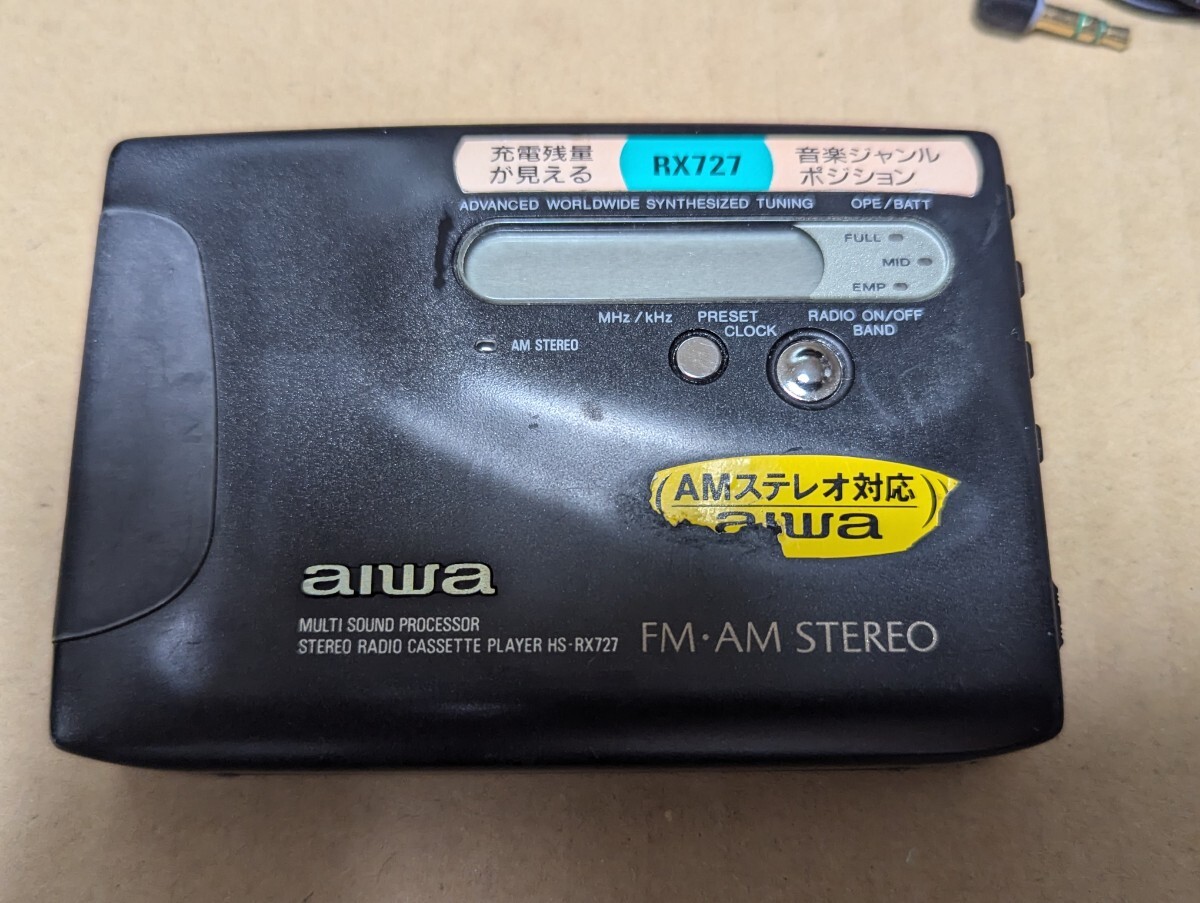 充電残量
が見える
RX727
音楽ジャンル
ポジション
ADVANCED WORLDWIDE SYNTHESIZED TUNING
OPE/BATT
FULL
MID
EMP
MHz/kHz
PRESET
CLOCK
RADIO ON/OFF
BAND
AM STEREO
AMステレオ対応
aiwa
aiwa
MULTI SOUND PROCESSOR
STEREO RADIO CASSETTE PLAYER HS-RX727
FM・AM STEREO